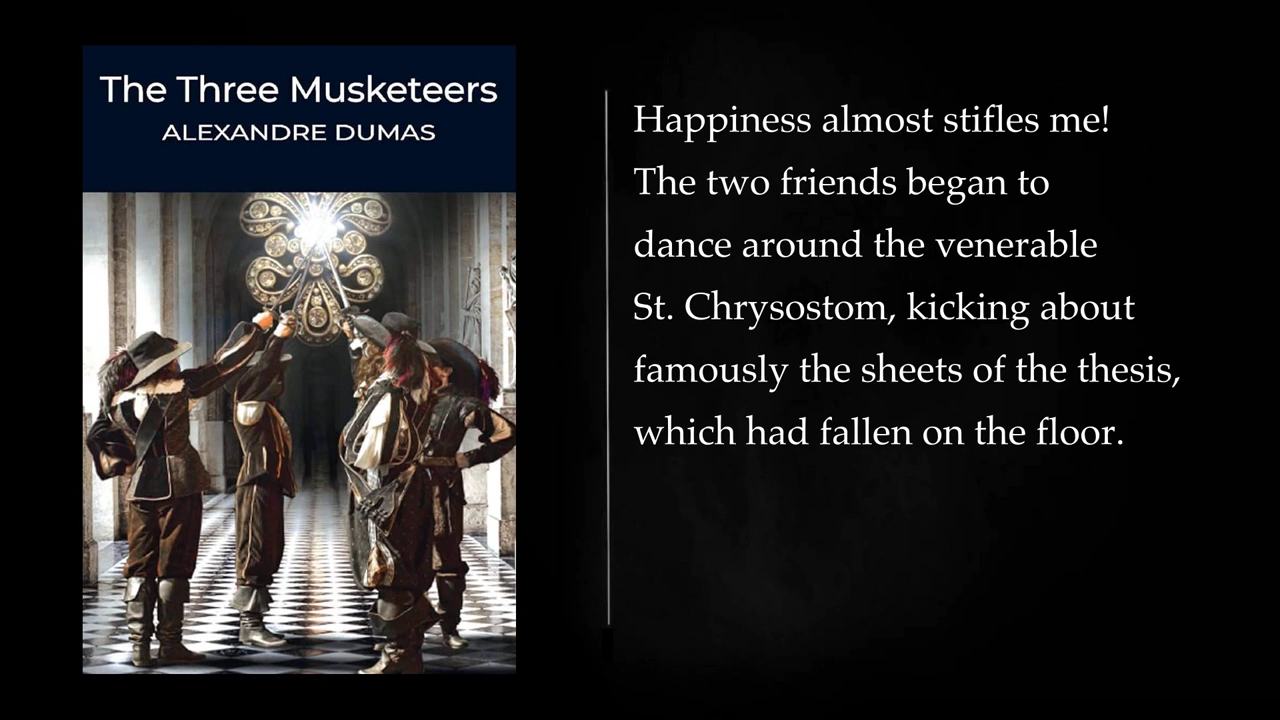 The Three Musketeers
ALEXANDRE DUMAS
Happiness almost stifles me!
The two friends began to
dance around the venerable
St. Chrysostom, kicking about
famously the sheets of the thesis,
which had fallen on the floor.